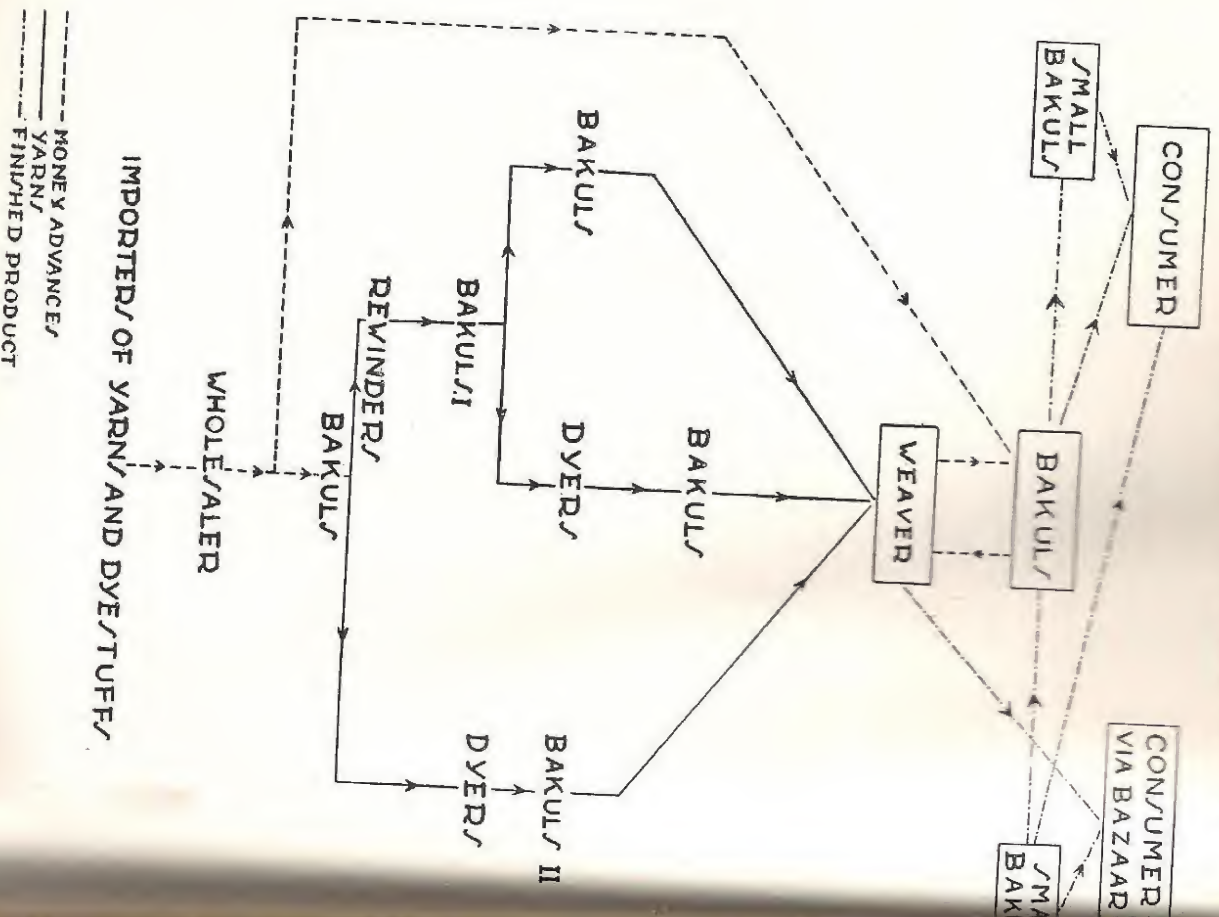 CONSUMER
SMALL
BAKULS
BAKULS
CONSUMER
VIA BAZAAR
WEAVER
BAKULS
BAKULS
DYERS
BAKULS II
BAKULS.I
DYERS
REWINDERS
BAKULS
WHOLESALER
IMPORTERS OF YARNS AND DYESTUFFS
MONEY ADVANCES
YARNS
FINISHED PRODUCT